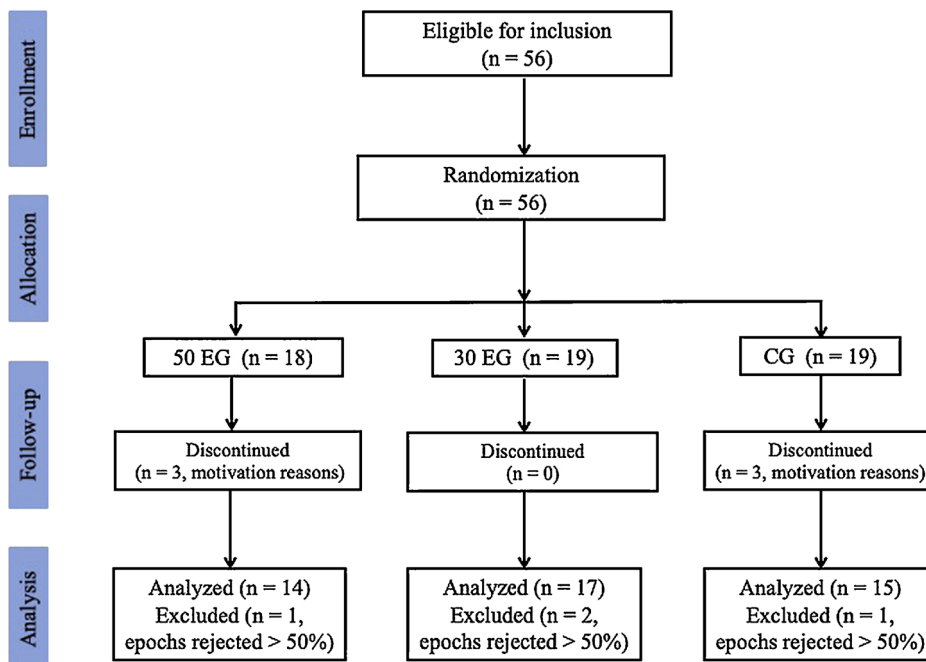 Enrollment
Eligible for inclusion
(n = 56)
Randomization
(n = 56)
Allocation
50 EG (n = 18)
30 EG (n = 19)
CG (n = 19)
Follow-up
Discontinued
(n = 3, motivation reasons)
Discontinued
(n = 0)
Discontinued
(n = 3, motivation reasons)
Analysis
Analyzed (n = 14)
Excluded (n = 1,
epochs rejected > 50%)
Analyzed (n = 17)
Excluded (n = 2,
epochs rejected > 50%)
Analyzed (n = 15)
Excluded (n = 1,
epochs rejected > 50%)